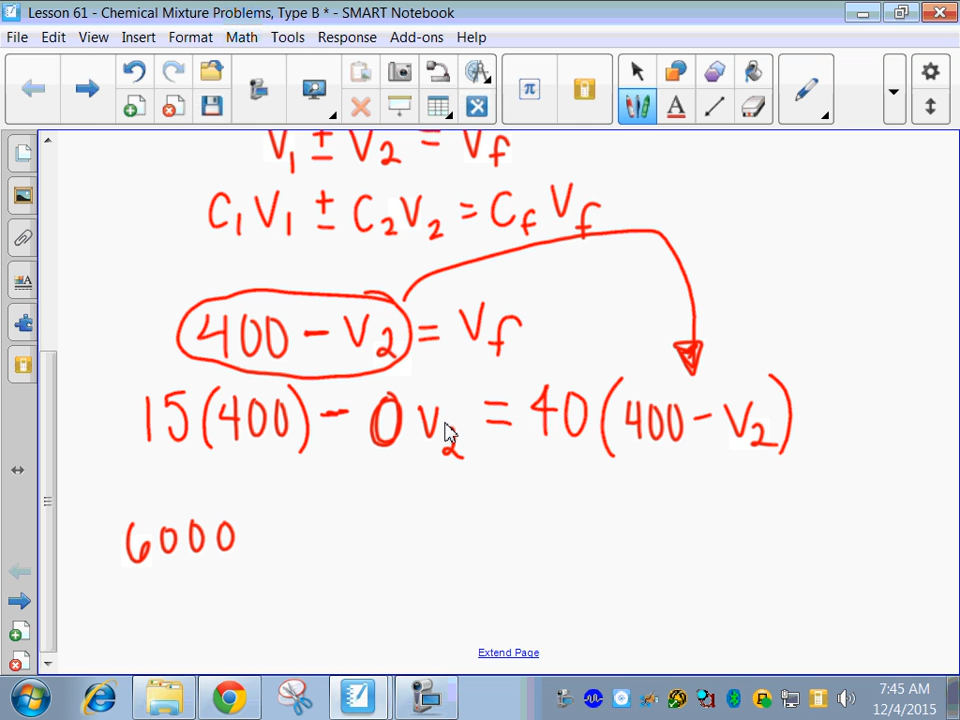 Lesson 61 - Chemical Mixture Problems, Type B * - SMART Notebook
File Edit View Insert Format Math Tools Response Add-ons Help
V₁ ± V₂ = Vf
C₁V₁ ± C₂V₂ = CfVf
400 - V₂ = Vf
15(400) - 0V₂ = 40(400 - V₂)
6000
Extend Page
7:45 AM
12/4/2015